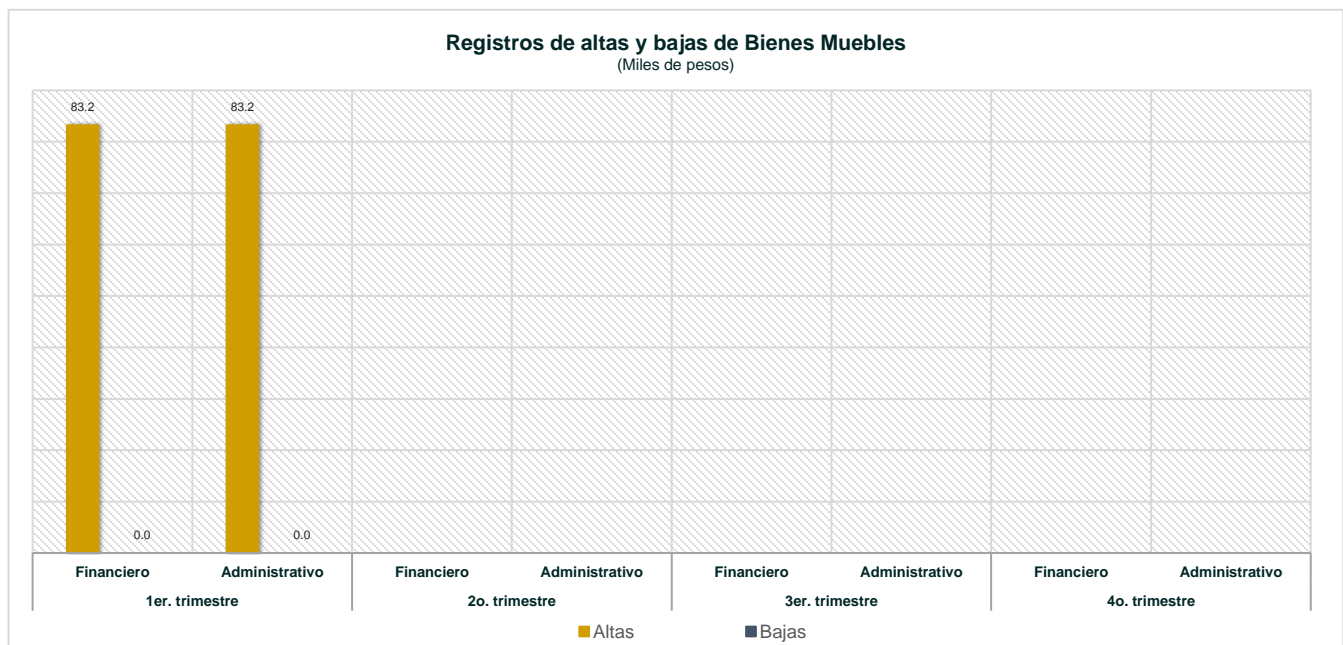 Registros de altas y bajas de Bienes Muebles
(Miles de pesos)
83.2 83.2
0.0 0.0
Financiero Administrativo Financiero Administrativo Financiero Administrativo Financiero Administrativo
1er. trimestre 2o. trimestre 3er. trimestre 4o. trimestre
Altas Bajas